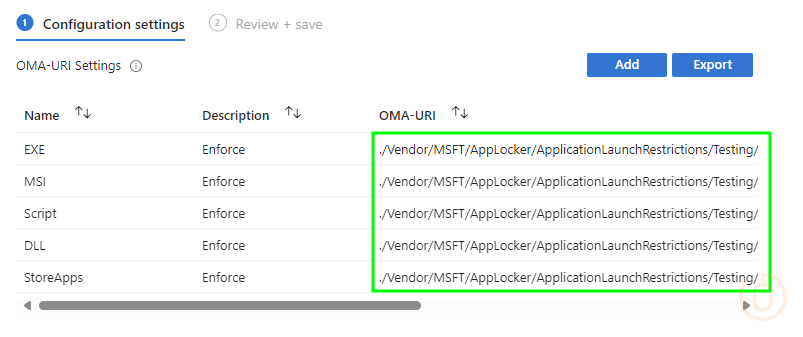 1 Configuration settings 2 Review + save
OMA-URI Settings
Add Export
Name Description OMA-URI
EXE Enforce ./Vendor/MSFT/AppLocker/ApplicationLaunchRestrictions/Testing/
MSI Enforce ./Vendor/MSFT/AppLocker/ApplicationLaunchRestrictions/Testing/
Script Enforce ./Vendor/MSFT/AppLocker/ApplicationLaunchRestrictions/Testing/
DLL Enforce ./Vendor/MSFT/AppLocker/ApplicationLaunchRestrictions/Testing/
StoreApps Enforce ./Vendor/MSFT/AppLocker/ApplicationLaunchRestrictions/Testing/